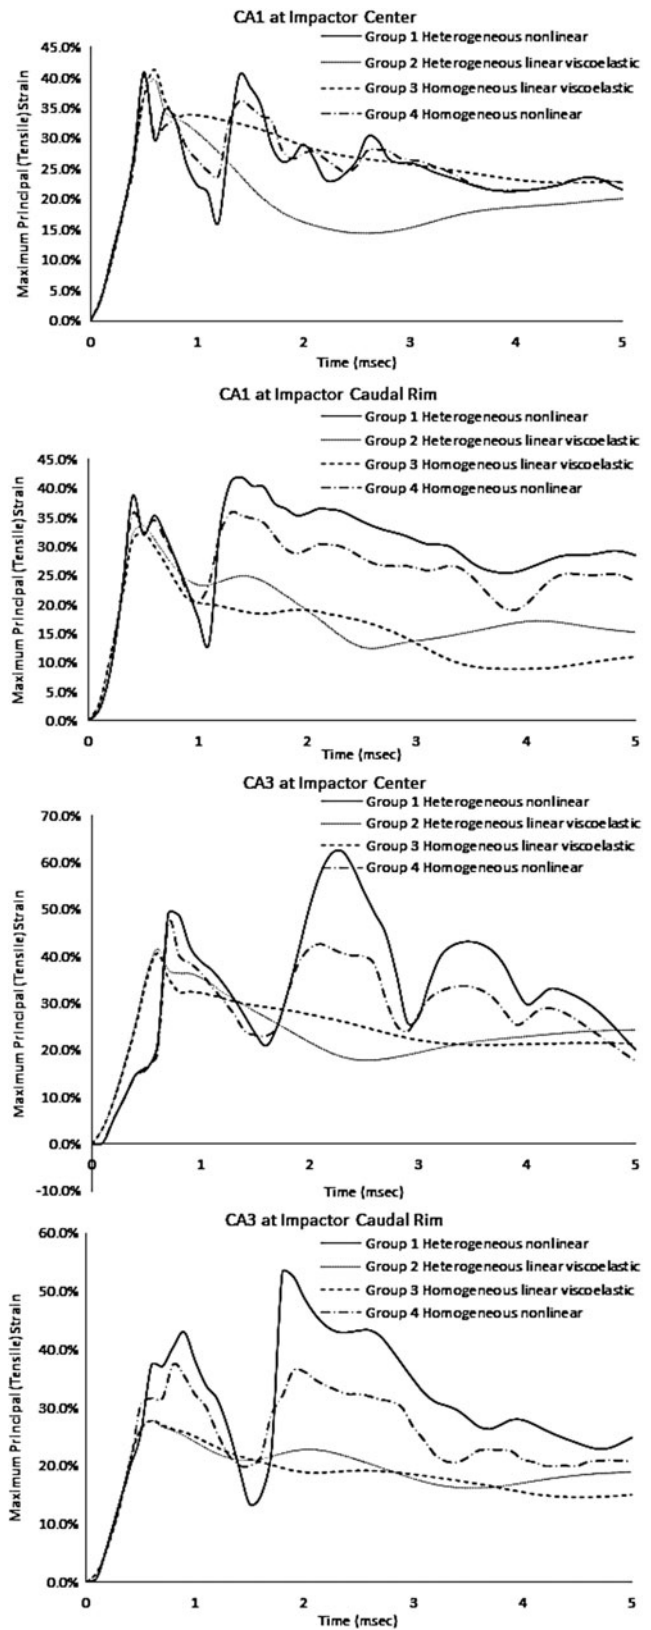 CA1 at Impactor Center
Group 1 Heterogeneous nonlinear
Group 2 Heterogeneous linear viscoelastic
Group 3 Homogeneous linear viscoelastic
Group 4 Homogeneous nonlinear
Maximum Principal (Tensile) Strain
45.0%
40.0%
35.0%
30.0%
25.0%
20.0%
15.0%
10.0%
5.0%
0.0%
0 1 2 3 4 5
Time (msec)
CA1 at Impactor Caudal Rim
Group 1 Heterogeneous nonlinear
Group 2 Heterogeneous linear viscoelastic
Group 3 Homogeneous linear viscoelastic
Group 4 Homogeneous nonlinear
Maximum Principal (Tensile) Strain
45.0%
40.0%
35.0%
30.0%
25.0%
20.0%
15.0%
10.0%
5.0%
0.0%
0 1 2 3 4 5
Time (msec)
CA3 at Impactor Center
Group 1 Heterogeneous nonlinear
Group 2 Heterogeneous linear viscoelastic
Group 3 Homogeneous linear viscoelastic
Group 4 Homogeneous nonlinear
Maximum Principal (Tensile) Strain
70.0%
60.0%
50.0%
40.0%
30.0%
20.0%
10.0%
0.0%
-10.0%
0 1 2 3 4 5
Time (msec)
CA3 at Impactor Caudal Rim
Group 1 Heterogeneous nonlinear
Group 2 Heterogeneous linear viscoelastic
Group 3 Homogeneous linear viscoelastic
Group 4 Homogeneous nonlinear
Maximum Principal (Tensile) Strain
60.0%
50.0%
40.0%
30.0%
20.0%
10.0%
0.0%
0 1 2 3 4 5
Time (msec)